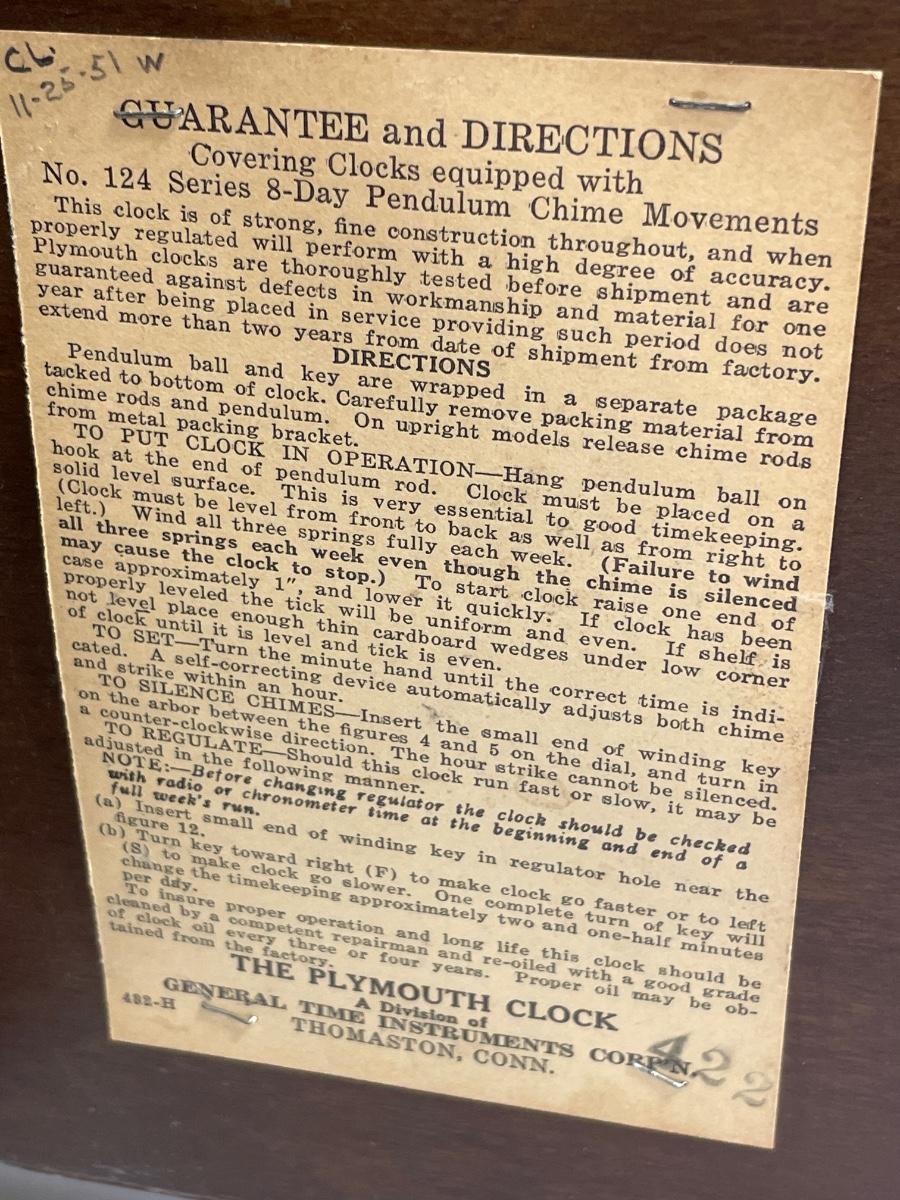 CW
11-25-51 W
GUARANTEE and DIRECTIONS
Covering Clocks equipped with
No. 124 Series 8-Day Pendulum Chime Movements
This clock is of strong, fine construction throughout, and when
properly regulated will perform with a high degree of accuracy.
Plymouth clocks are thoroughly tested before shipment and are
guaranteed against defects in workmanship and material for one
year after being placed in service providing such period does not
extend more than two years from date of shipment from factory.
DIRECTIONS
Pendulum ball and key are wrapped in a separate package
tacked to bottom of clock. Carefully remove packing material from
chime rods and pendulum. On upright models release chime rods
from metal packing bracket.
TO PUT CLOCK IN OPERATION—Hang pendulum ball on
hook at the end of pendulum rod. Clock must be placed on a
solid level surface. This is very essential to good timekeeping.
(Clock must be level from front to back as well as from right to
left.) Wind all three springs fully each week. (Failure to wind
all three springs each week even though the chime is silenced
may cause the clock to stop.) To start clock raise one end of
case approximately 1", and lower it quickly. If clock has been
properly leveled the tick will be uniform and even. If shelf is
not level place enough thin cardboard wedges under low corner
of clock until it is level and tick is even.
TO SET—Turn the minute hand until the correct time is indi-
cated. A self-correcting device automatically adjusts both chime
and strike within an hour.
TO SILENCE CHIMES—Insert the small end of winding key
on the arbor between the figures 4 and 5 on the dial, and turn in
a counter-clockwise direction. The hour strike cannot be silenced.
TO REGULATE—Should this clock run fast or slow, it may be
adjusted in the following manner.
NOTE:—Before changing regulator the clock should be checked
with radio or chronometer time at the beginning and end of a
full week's run.
(a) Insert small end of winding key in regulator hole near the
figure 12.
(b) Turn key toward right (F) to make clock go faster or to left
(S) to make clock go slower. One complete turn of key will
change the timekeeping approximately two and one-half minutes
per day.
To insure proper operation and long life this clock should be
cleaned by a competent repairman and re-oiled with a good grade
of clock oil every three or four years. Proper oil may be ob-
tained from the factory.
THE PLYMOUTH CLOCK
A Division of
GENERAL TIME INSTRUMENTS CORP'N.
THOMASTON, CONN.
482-H
422